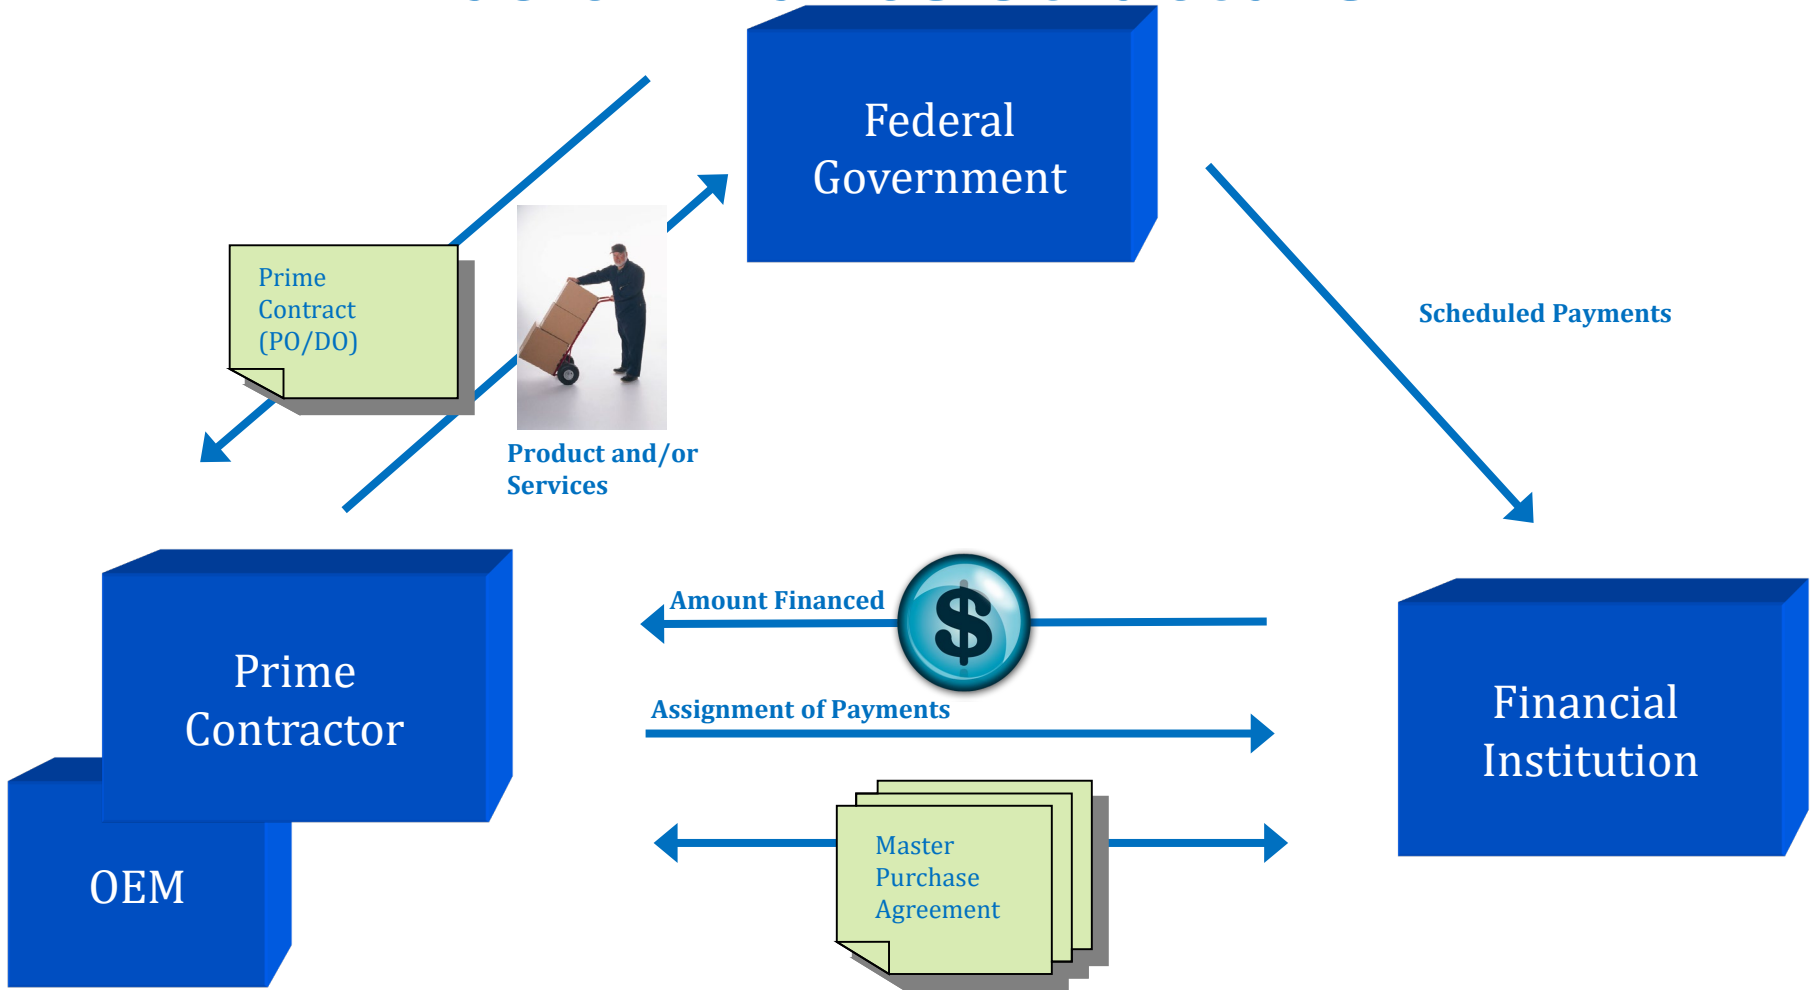 Federal
Government
Prime
Contract
(PO/DO)
Scheduled Payments
Product and/or
Services
Amount Financed
$
Prime
Contractor
Assignment of Payments
Financial
Institution
Master
Purchase
Agreement
OEM